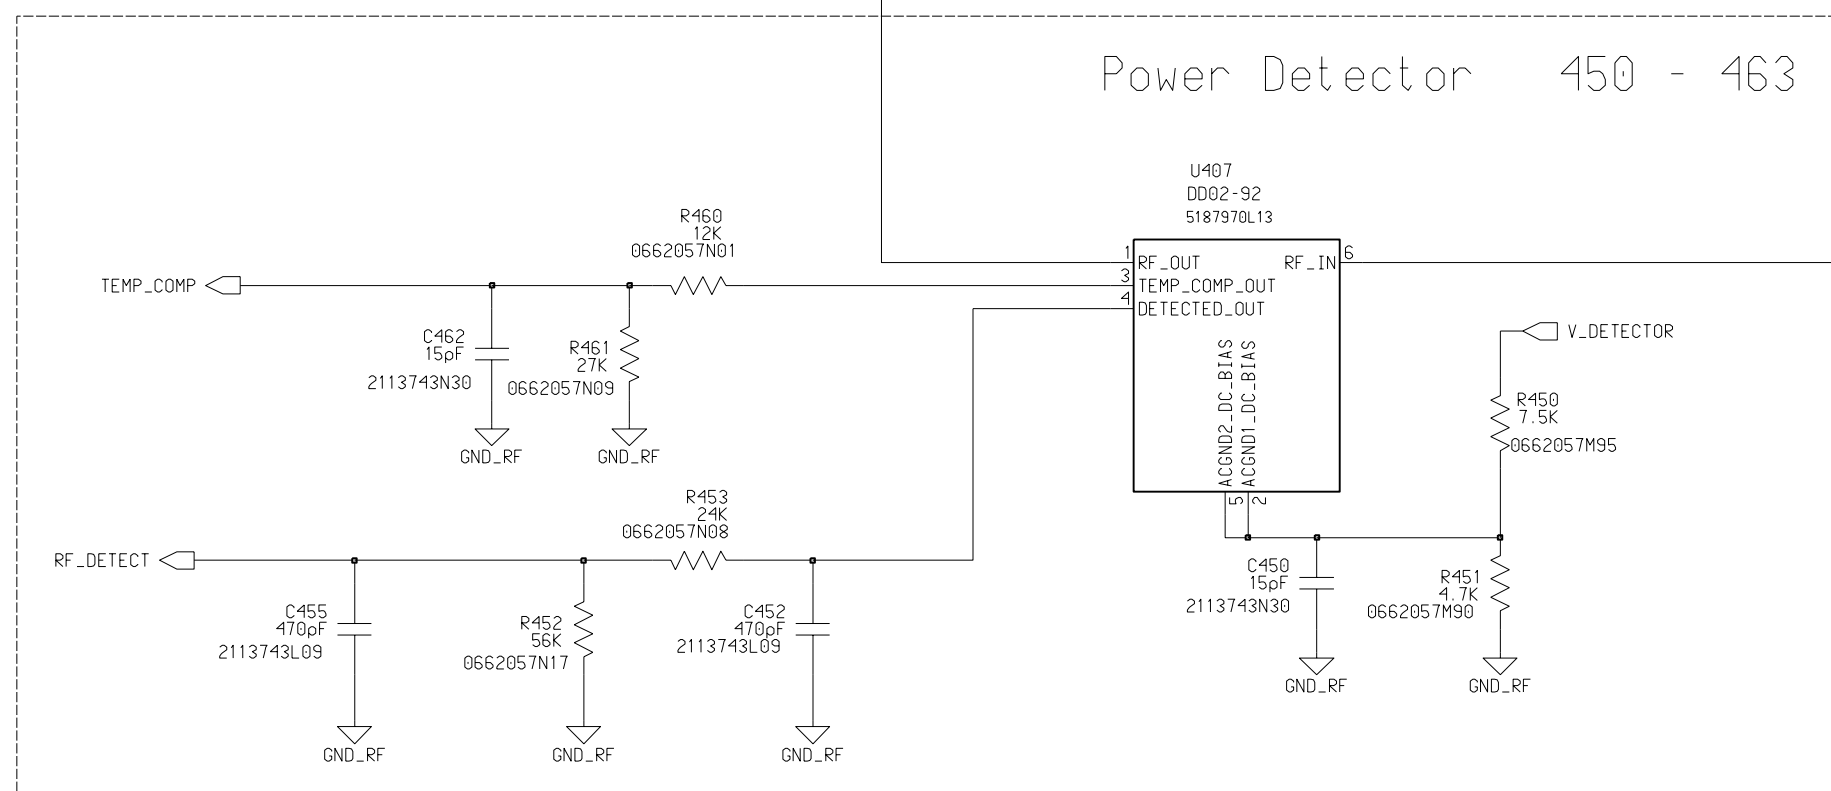 Power Detector 450 - 463
U407
DD02-92
5187970L13
R460
12K
0662057N01
1
RF_OUT
RF_IN
6
TEMP_COMP
3
TEMP_COMP_OUT
4
DETECTED_OUT
ACGND2_DC_BIAS
ACGND1_DC_BIAS
5
2
V_DETECTOR
C462
15pF
2113743N30
GND_RF
R461
27K
0662057N09
GND_RF
R450
7.5K
0662057M95
R453
24K
0662057N08
RF_DETECT
C455
470pF
2113743L09
GND_RF
R452
56K
0662057N17
GND_RF
C452
470pF
2113743L09
GND_RF
C450
15pF
2113743N30
GND_RF
R451
4.7K
0662057M90
GND_RF